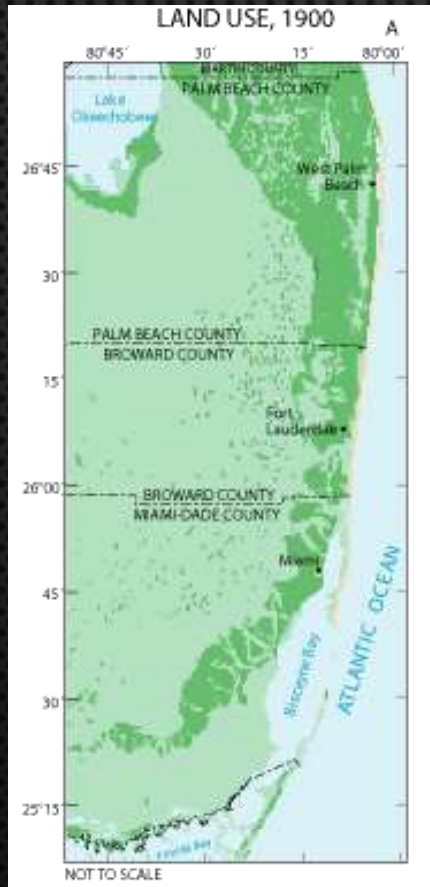 LAND USE, 1900
A
80°45'
30'
15'
80°00'
MARTIN COUNTY
PALM BEACH COUNTY
Lake
Okeechobee
26°45'
West Palm
Beach
30'
PALM BEACH COUNTY
BROWARD COUNTY
15'
Fort
Lauderdale
26°00'
BROWARD COUNTY
MIAMI-DADE COUNTY
Miami
45'
ATLANTIC OCEAN
Biscayne Bay
30'
25°15'
Florida Bay
NOT TO SCALE